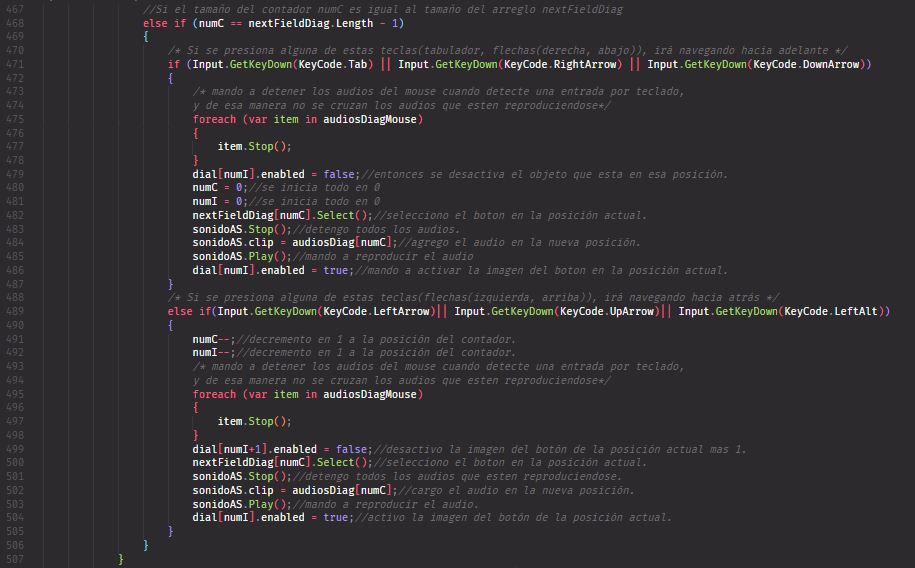 467 //Si el tamaño del contador numC es igual al tamaño del arreglo nextFieldDiag
468 else if (numC == nextFieldDiag.Length - 1)
469 {
470 /* Si se presiona alguna de estas teclas(tabulador, flechas(derecha, abajo)), irá navegando hacia adelante */
471 if (Input.GetKeyDown(KeyCode.Tab) || Input.GetKeyDown(KeyCode.RightArrow) || Input.GetKeyDown(KeyCode.DownArrow))
472 {
473 /* mando a detener los audios del mouse cuando detecte una entrada por teclado,
474 y de esa manera no se cruzan los audios que esten reproduciendose*/
475 foreach (var item in audiosDiagMouse)
476 {
477 item.Stop();
478 }
479 dial[numI].enabled = false;//entonces se desactiva el objeto que esta en esa posición.
480 numC = 0;//se inicia todo en 0
481 numI = 0;//se inicia todo en 0
482 nextFieldDiag[numC].Select();//selecciono el boton en la posición actual.
483 sonidoAS.Stop();//detengo todos los audios.
484 sonidoAS.clip = audiosDiag[numC];//agrego el audio en la nueva posición.
485 sonidoAS.Play();//mando a reproducir el audio
486 dial[numI].enabled = true;//mando a activar la imagen del boton en la posición actual.
487 }
488 /* Si se presiona alguna de estas teclas(flechas(izquierda, arriba)), irá navegando hacia atrás */
489 else if(Input.GetKeyDown(KeyCode.LeftArrow)|| Input.GetKeyDown(KeyCode.UpArrow)|| Input.GetKeyDown(KeyCode.LeftAlt))
490 {
491 numC--;//decremento en 1 a la posición del contador.
492 numI--;//decremento en 1 a la posición del contador.
493 /* mando a detener los audios del mouse cuando detecte una entrada por teclado,
494 y de esa manera no se cruzan los audios que esten reproduciendose*/
495 foreach (var item in audiosDiagMouse)
496 {
497 item.Stop();
498 }
499 dial[numI+1].enabled = false;//desactivo la imagen del botón de la posición actual mas 1.
500 nextFieldDiag[numC].Select();//selecciono el boton en la posición actual.
501 sonidoAS.Stop();//detengo todos los audios que esten reproduciendose.
502 sonidoAS.clip = audiosDiag[numC];//cargo el audio en la nueva posición.
503 sonidoAS.Play();//mando a reproducir el audio.
504 dial[numI].enabled = true;//activo la imagen del botón de la posición actual.
505 }
506 }
507 }